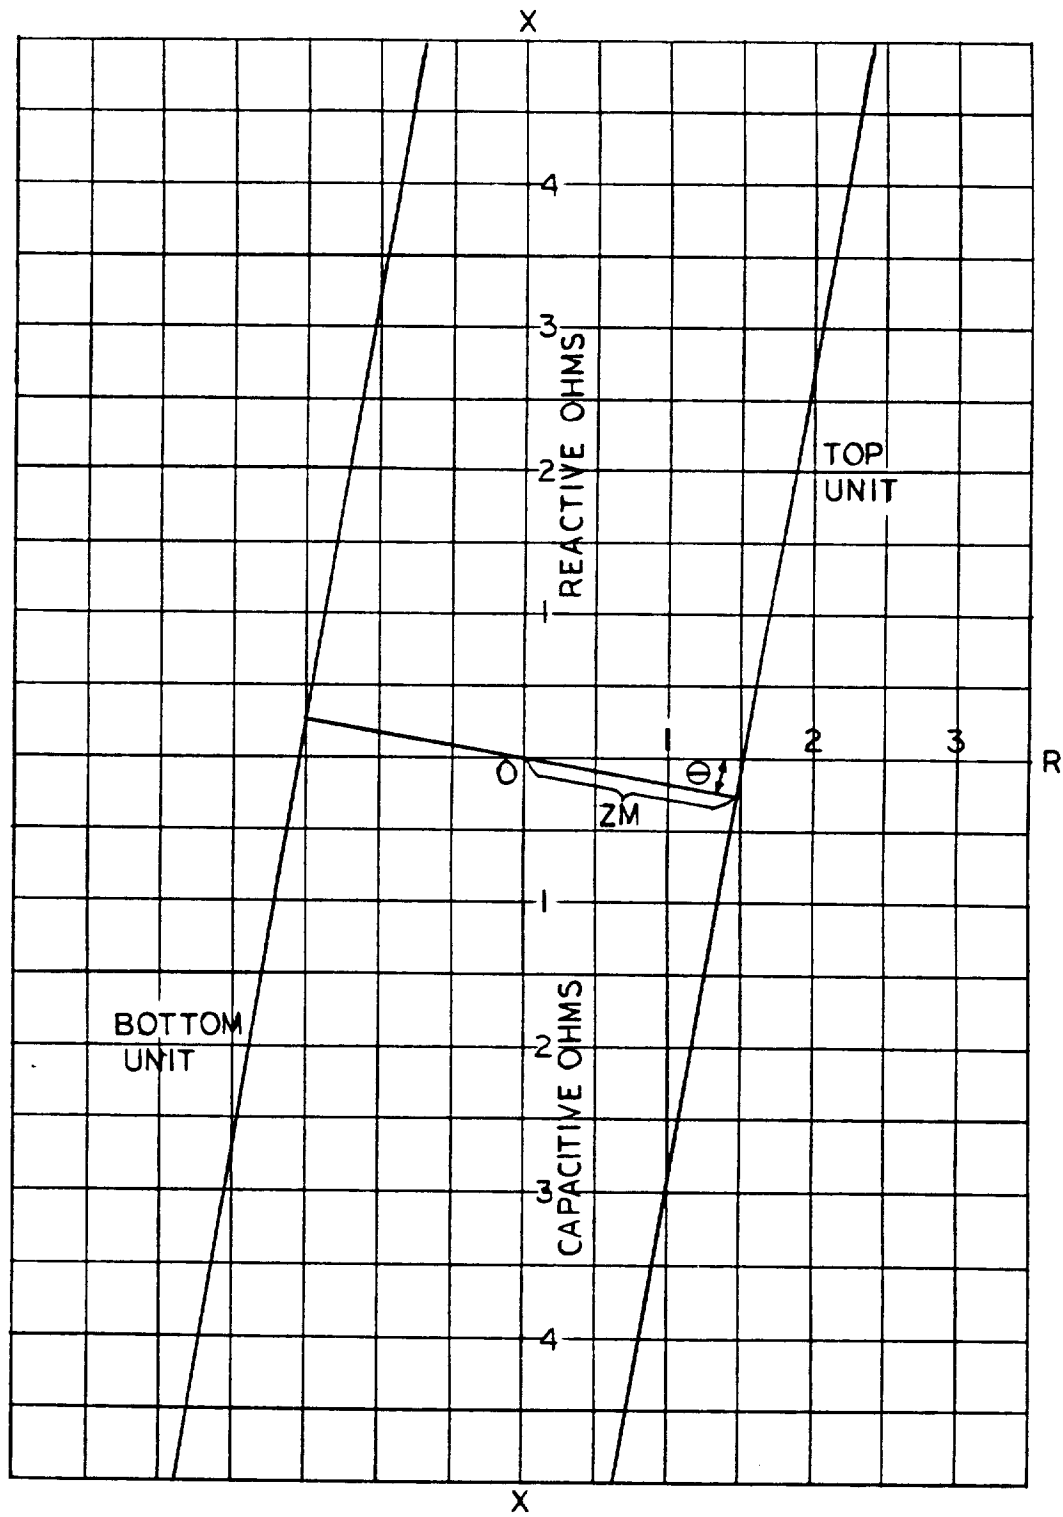 X
4
3
REACTIVE OHMS
2
TOP
UNIT
1
1
2
3
R
O
Θ
ZM
1
CAPACITIVE OHMS
BOTTOM
UNIT
2
3
4
X